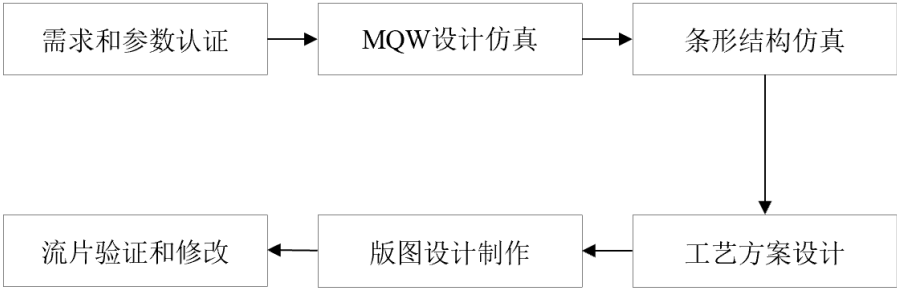 需求和参数认证
MQW设计仿真
条形结构仿真
工艺方案设计
版图设计制作
流片验证和修改